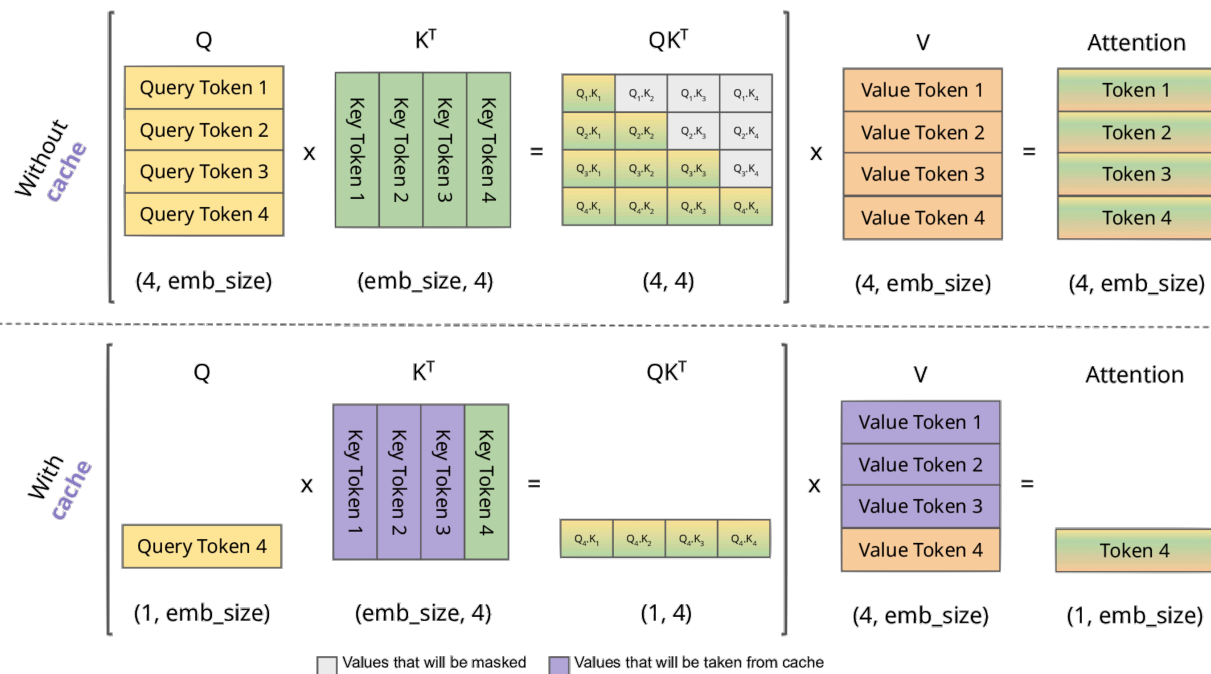 Without
cache
Q
K^T
QK^T
V
Attention
Query Token 1
Query Token 2
Query Token 3
Query Token 4
x
Key Token 1
Key Token 2
Key Token 3
Key Token 4
=
Q₁.K₁ Q₁.K₂ Q₁.K₃ Q₁.K₄
Q₂.K₁ Q₂.K₂ Q₂.K₃ Q₂.K₄
Q₃.K₁ Q₃.K₂ Q₃.K₃ Q₃.K₄
Q₄.K₁ Q₄.K₂ Q₄.K₃ Q₄.K₄
x
Value Token 1
Value Token 2
Value Token 3
Value Token 4
=
Token 1
Token 2
Token 3
Token 4
(4, emb_size)
(emb_size, 4)
(4, 4)
(4, emb_size)
(4, emb_size)
With
cache
Q
K^T
QK^T
V
Attention
Query Token 4
x
Key Token 1
Key Token 2
Key Token 3
Key Token 4
=
Q₄.K₁ Q₄.K₂ Q₄.K₃ Q₄.K₄
x
Value Token 1
Value Token 2
Value Token 3
Value Token 4
=
Token 4
(1, emb_size)
(emb_size, 4)
(1, 4)
(4, emb_size)
(1, emb_size)
Values that will be masked
Values that will be taken from cache